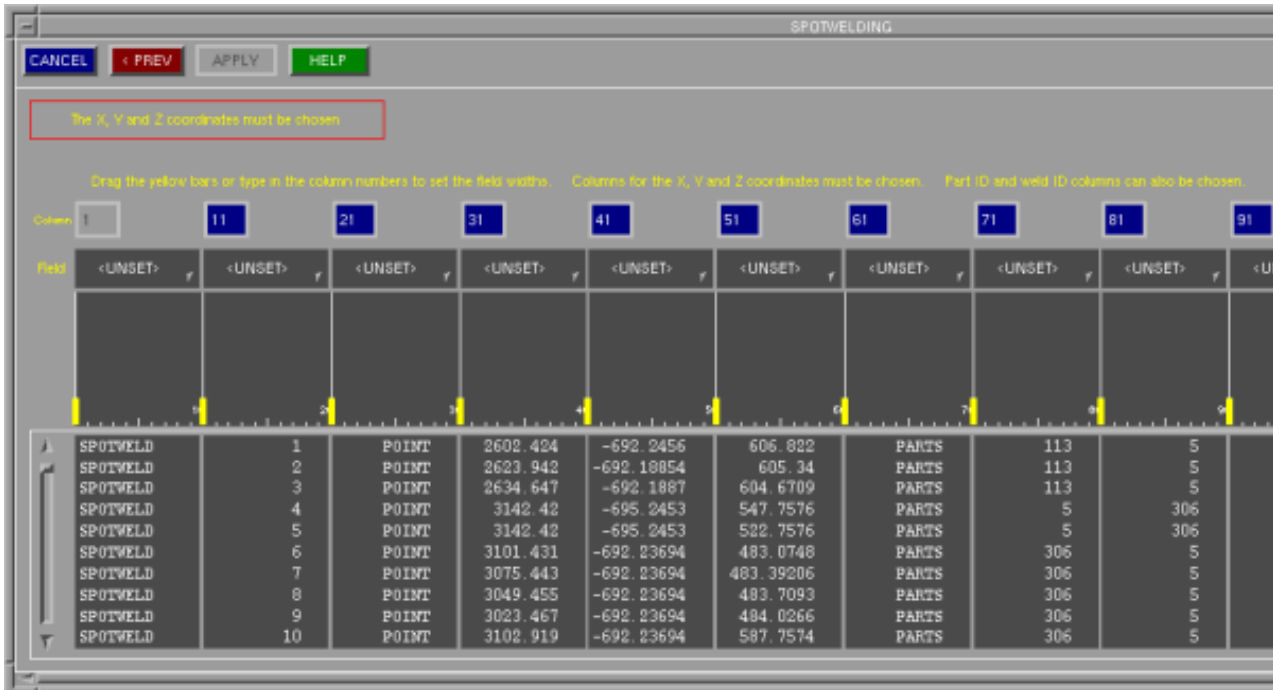 SPOTWELDING
CANCEL < PREV APPLY HELP
The X, Y and Z coordinates must be chosen
Drag the yellow bars or type in the column numbers to set the field widths. Columns for the X, Y and Z coordinates must be chosen. Part ID and weld ID columns can also be chosen.
Column 1 11 21 31 41 51 61 71 81 91
Field <UNSET> <UNSET> <UNSET> <UNSET> <UNSET> <UNSET> <UNSET> <UNSET> <UNSET>
SPOTWELD 1 POINT 2602.424 -692.2456 606.822 PARTS 113 5
SPOTWELD 2 POINT 2623.942 -692.18854 605.34 PARTS 113 5
SPOTWELD 3 POINT 2634.647 -692.1887 604.6709 PARTS 113 5
SPOTWELD 4 POINT 3142.42 -695.2453 547.7576 PARTS 5 306
SPOTWELD 5 POINT 3142.42 -695.2453 522.7576 PARTS 5 306
SPOTWELD 6 POINT 3101.431 -692.23694 483.0748 PARTS 306 5
SPOTWELD 7 POINT 3075.443 -692.23694 483.39206 PARTS 306 5
SPOTWELD 8 POINT 3049.455 -692.23694 483.7093 PARTS 306 5
SPOTWELD 9 POINT 3023.467 -692.23694 484.0266 PARTS 306 5
SPOTWELD 10 POINT 3102.919 -692.23694 587.7574 PARTS 306 5